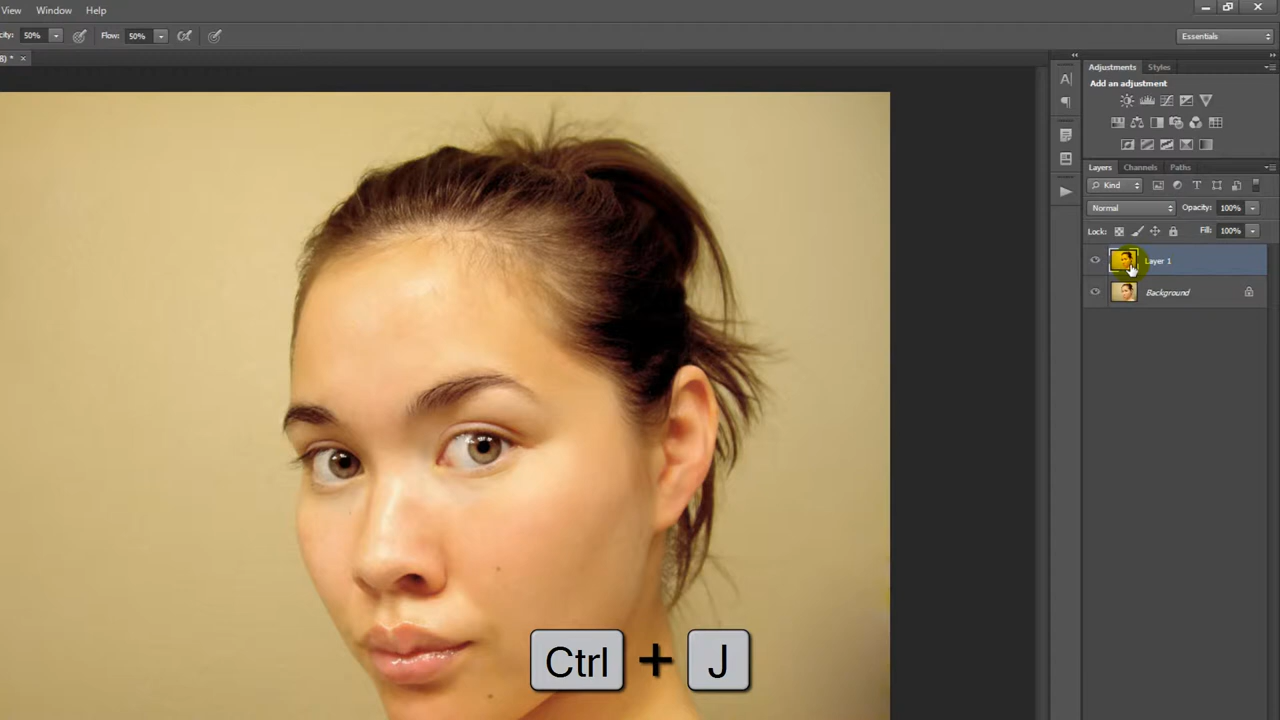 View Window Help
city: 50% Flow: 50% Essentials
8) * ×
Adjustments Styles
Add an adjustment
Layers Channels Paths
Kind
Normal Opacity: 100%
Lock: Fill: 100%
Layer 1
Background
Ctrl + J